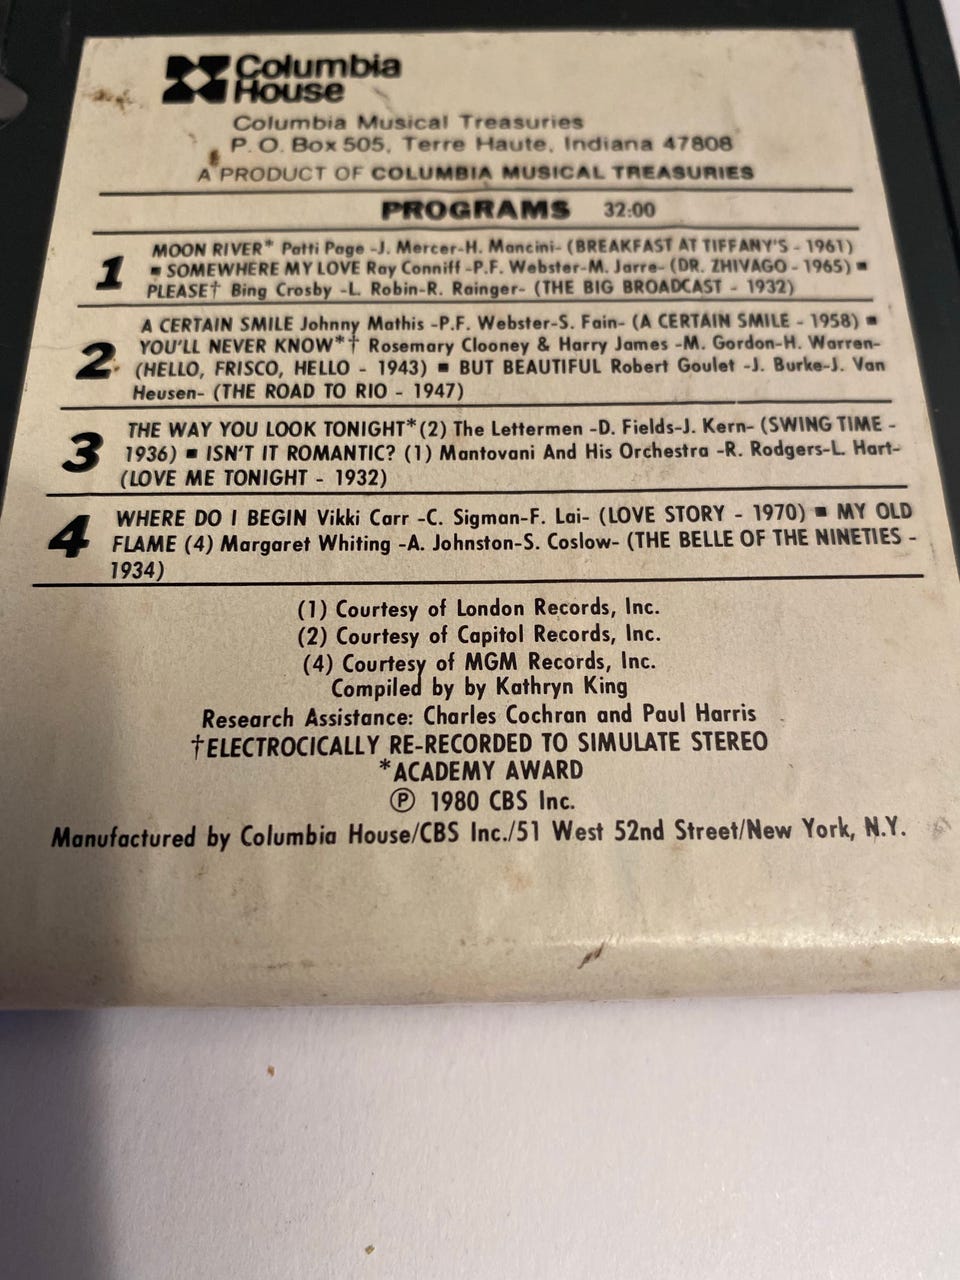 Columbia
House
Columbia Musical Treasuries
P.O. Box 505, Terre Haute, Indiana 47808
A PRODUCT OF COLUMBIA MUSICAL TREASURIES
PROGRAMS 32:00
1 MOON RIVER* Patti Page -J. Mercer-H. Mancini- (BREAKFAST AT TIFFANY'S - 1961)
▪ SOMEWHERE MY LOVE Ray Conniff -P.F. Webster-M. Jarre- (DR. ZHIVAGO - 1965) ▪
PLEASE† Bing Crosby -L. Robin-R. Rainger- (THE BIG BROADCAST - 1932)
2 A CERTAIN SMILE Johnny Mathis -P.F. Webster-S. Fain- (A CERTAIN SMILE - 1958) ▪
YOU'LL NEVER KNOW*† Rosemary Clooney & Harry James -M. Gordon-H. Warren-
(HELLO, FRISCO, HELLO - 1943) ▪ BUT BEAUTIFUL Robert Goulet -J. Burke-J. Van
Heusen- (THE ROAD TO RIO - 1947)
3 THE WAY YOU LOOK TONIGHT*(2) The Lettermen -D. Fields-J. Kern- (SWING TIME -
1936) ▪ ISN'T IT ROMANTIC? (1) Mantovani And His Orchestra -R. Rodgers-L. Hart-
(LOVE ME TONIGHT - 1932)
4 WHERE DO I BEGIN Vikki Carr -C. Sigman-F. Lai- (LOVE STORY - 1970) ▪ MY OLD
FLAME (4) Margaret Whiting -A. Johnston-S. Coslow- (THE BELLE OF THE NINETIES -
1934)
(1) Courtesy of London Records, Inc.
(2) Courtesy of Capitol Records, Inc.
(4) Courtesy of MGM Records, Inc.
Compiled by by Kathryn King
Research Assistance: Charles Cochran and Paul Harris
†ELECTROCICALLY RE-RECORDED TO SIMULATE STEREO
*ACADEMY AWARD
℗ 1980 CBS Inc.
Manufactured by Columbia House/CBS Inc./51 West 52nd Street/New York, N.Y.